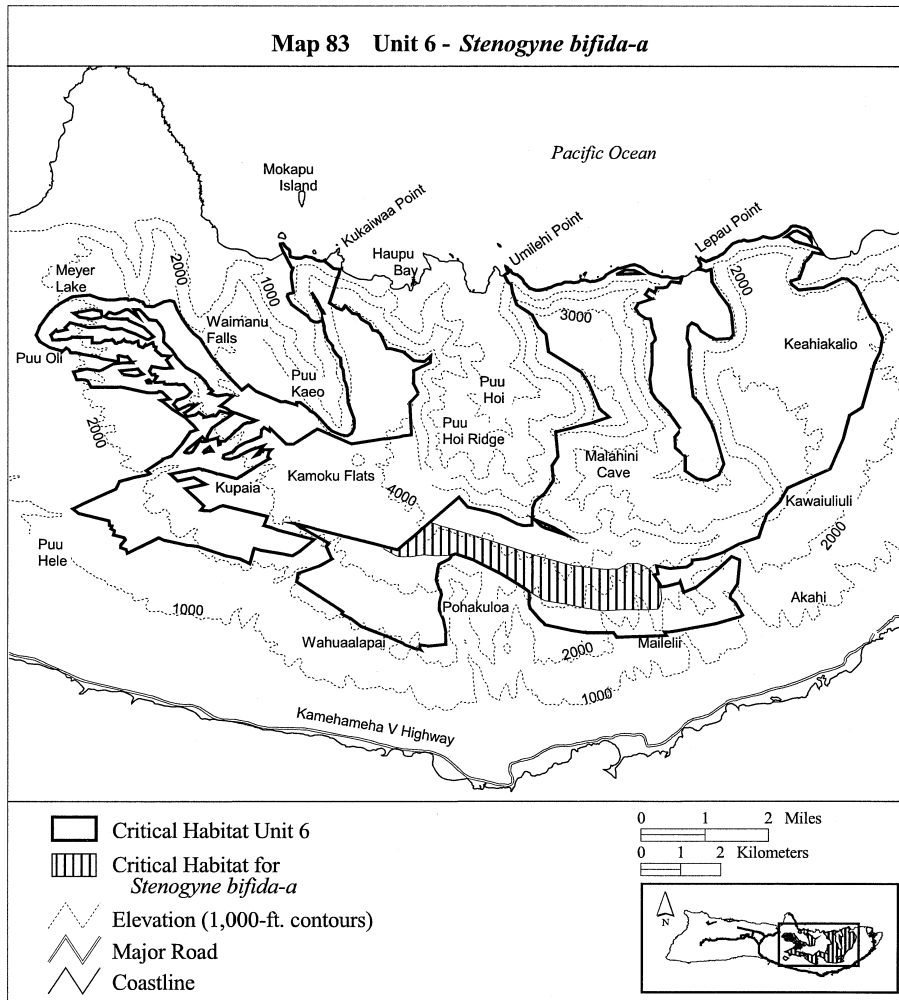 Map 83 Unit 6 - Stenogyne bifida-a
Pacific Ocean
Mokapu
Island
Kukaiwaa Point
Haupu
Bay
Umilehi Point
Lepau Point
Meyer
Lake
2000
1000
Waimanu
Falls
3000
2000
Keahiakalio
Puu Oli
Puu
Kaeo
Puu
Hoi
Puu
Hoi Ridge
2000
Malahini
Cave
Kupaia
Kamoku Flats
4000
Kawaiuliuli
2000
Puu
Hele
1000
Pohakuloa
Akahi
Wahuaalapai
Mailelii
2000
1000
Kamehameha V Highway
Critical Habitat Unit 6
Critical Habitat for
Stenogyne bifida-a
Elevation (1,000-ft. contours)
Major Road
Coastline
0 1 2 Miles
0 1 2 Kilometers
N